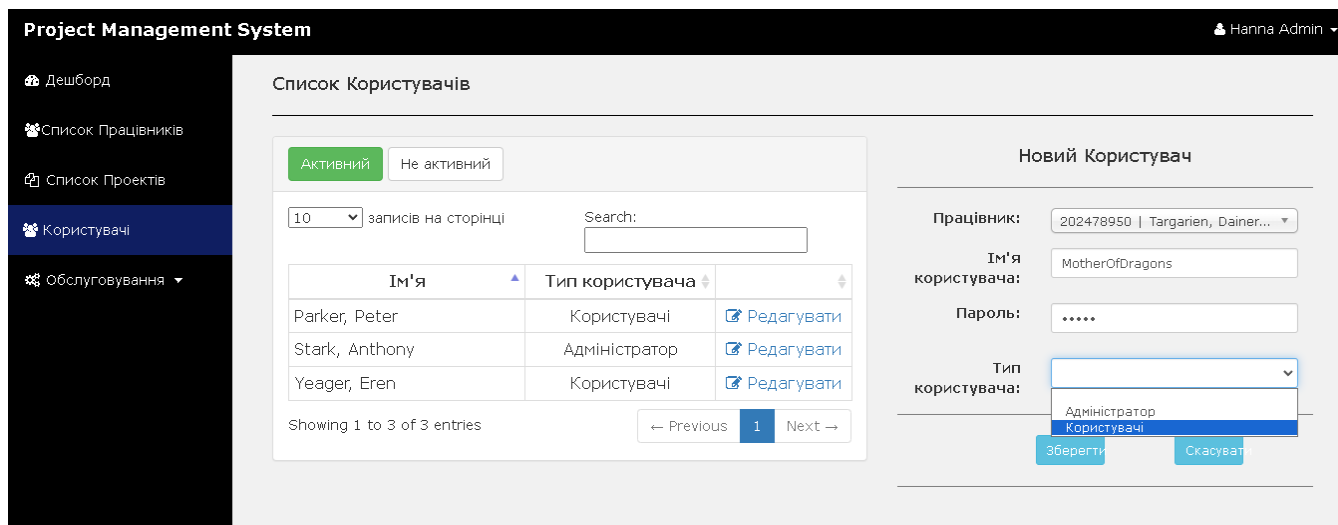 Project Management System
Hanna Admin
Дешборд
Список Працівників
Список Проектів
Користувачі
Обслуговування
Список Користувачів
Активний Не активний
10 записів на сторінці Search:
Ім'я Тип користувача
Parker, Peter Користувачі Редагувати
Stark, Anthony Адміністратор Редагувати
Yeager, Eren Користувачі Редагувати
Showing 1 to 3 of 3 entries
← Previous 1 Next →
Новий Користувач
Працівник: 202478950 | Targarien, Dainer...
Ім'я користувача: MotherOfDragons
Пароль: •••••
Тип користувача:
Адміністратор
Користувачі
Зберегти Скасувати